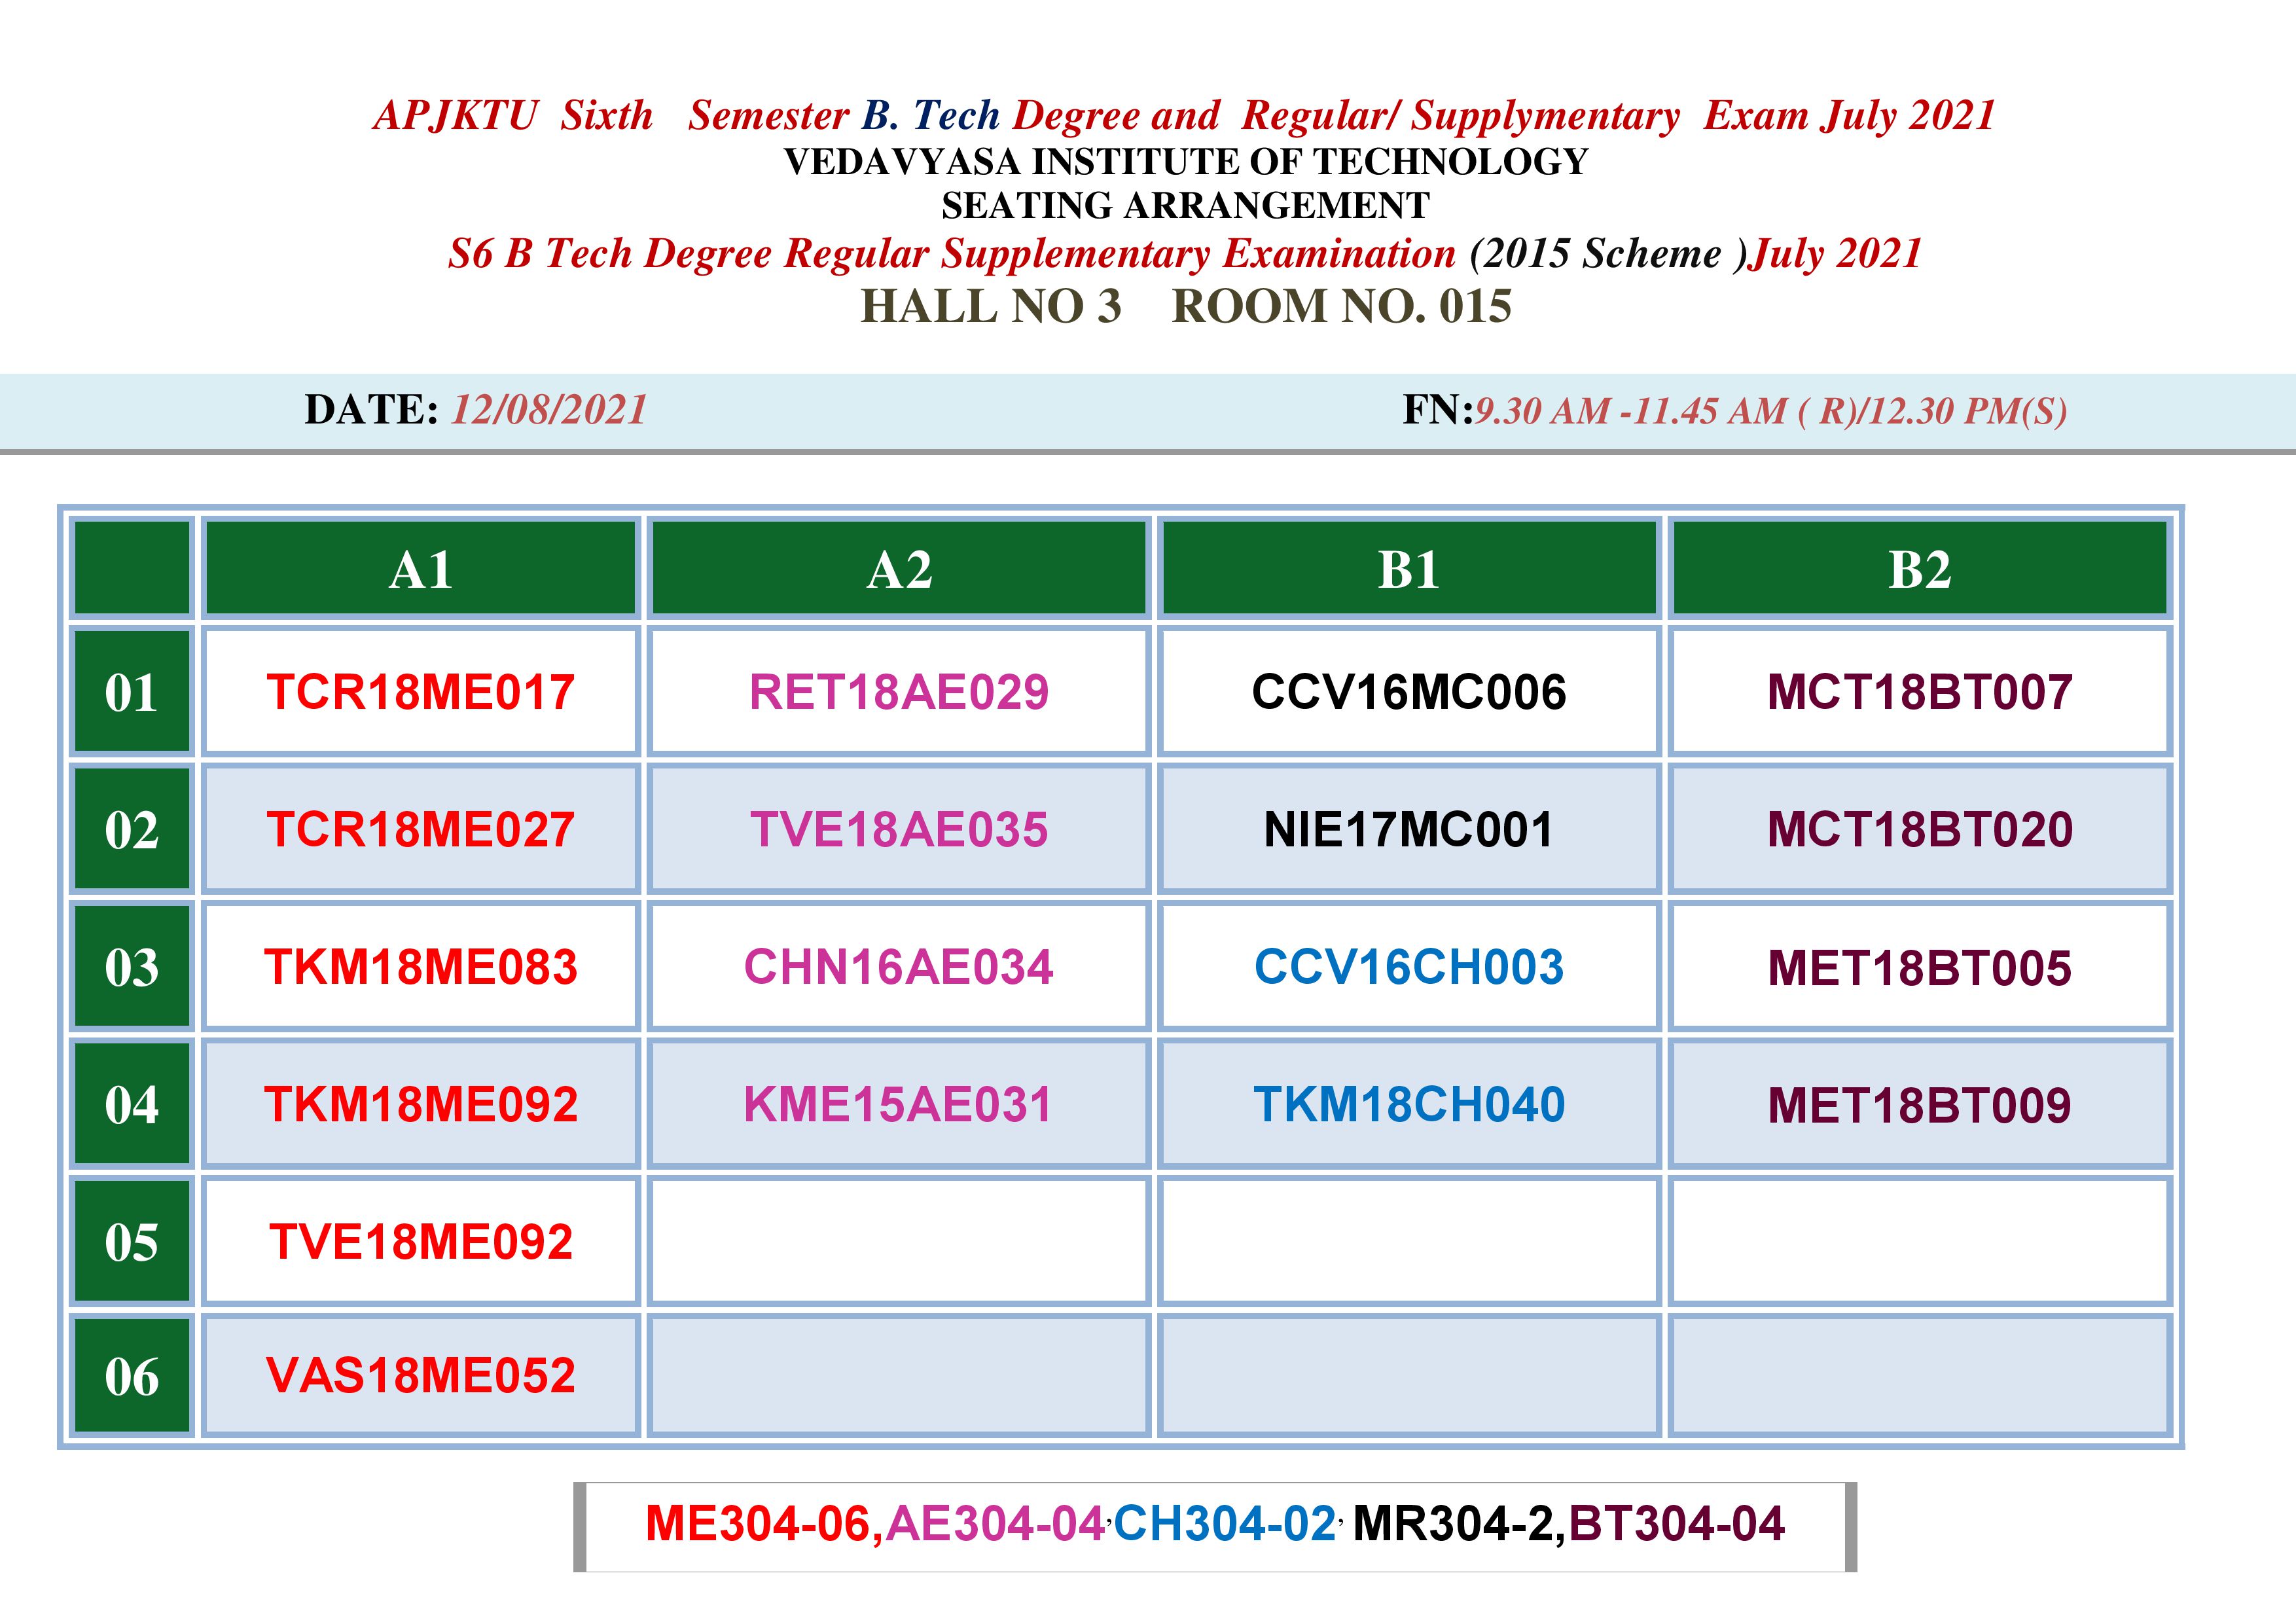 APJKTU Sixth Semester B. Tech Degree and Regular/ Supplymentary Exam July 2021
VEDAVYASA INSTITUTE OF TECHNOLOGY
SEATING ARRANGEMENT
S6 B Tech Degree Regular Supplementary Examination (2015 Scheme )July 2021
HALL NO 3 ROOM NO. 015
DATE: 12/08/2021 FN:9.30 AM -11.45 AM ( R)/12.30 PM(S)
A1 A2 B1 B2
01 TCR18ME017 RET18AE029 CCV16MC006 MCT18BT007
02 TCR18ME027 TVE18AE035 NIE17MC001 MCT18BT020
03 TKM18ME083 CHN16AE034 CCV16CH003 MET18BT005
04 TKM18ME092 KME15AE031 TKM18CH040 MET18BT009
05 TVE18ME092
06 VAS18ME052
ME304-06,AE304-04,CH304-02, MR304-2,BT304-04